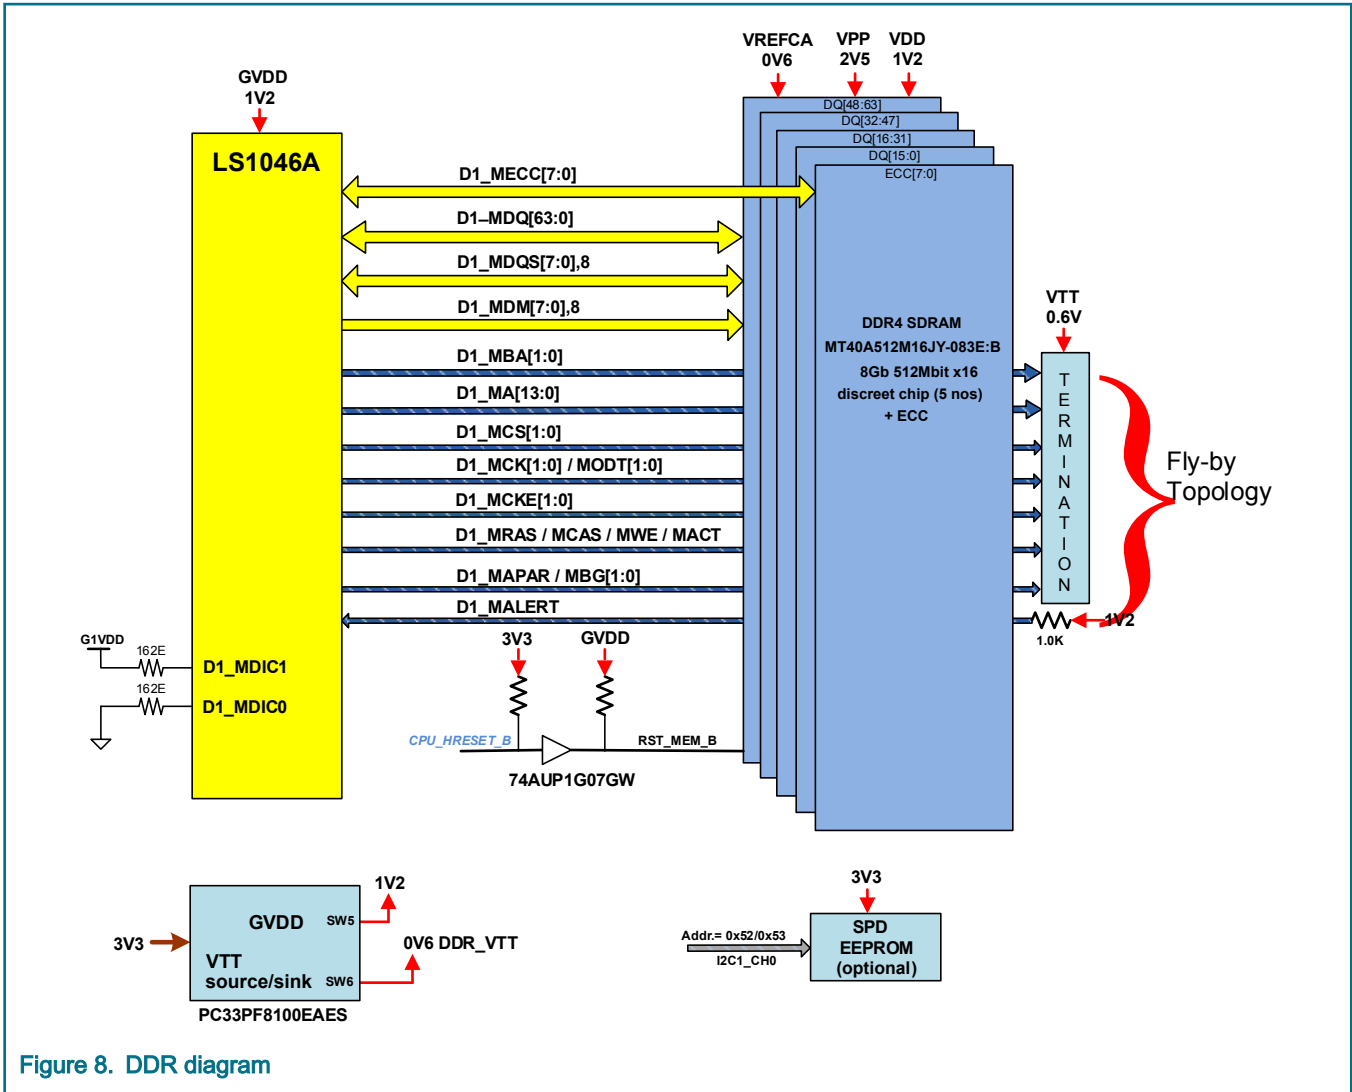 VREFCA
0V6
VPP
2V5
VDD
1V2
GVDD
1V2
DQ[48:63]
DQ[32:47]
DQ[16:31]
DQ[15:0]
ECC[7:0]
LS1046A
D1_MECC[7:0]
D1–MDQ[63:0]
D1_MDQS[7:0],8
D1_MDM[7:0],8
D1_MBA[1:0]
D1_MA[13:0]
D1_MCS[1:0]
D1_MCK[1:0] / MODT[1:0]
D1_MCKE[1:0]
D1_MRAS / MCAS / MWE / MACT
D1_MAPAR / MBG[1:0]
D1_MALERT
DDR4 SDRAM
MT40A512M16JY-083E:B
8Gb 512Mbit x16
discreet chip (5 nos)
+ ECC
VTT
0.6V
TERMINATION
Fly-by
Topology
1V2
1.0K
G1VDD
162E
D1_MDIC1
162E
D1_MDIC0
3V3
GVDD
CPU_HRESET_B
RST_MEM_B
74AUP1G07GW
3V3
GVDD
SW5
1V2
VTT
source/sink
SW6
0V6 DDR_VTT
PC33PF8100EAES
3V3
Addr.= 0x52/0x53
I2C1_CH0
SPD
EEPROM
(optional)
Figure 8. DDR diagram